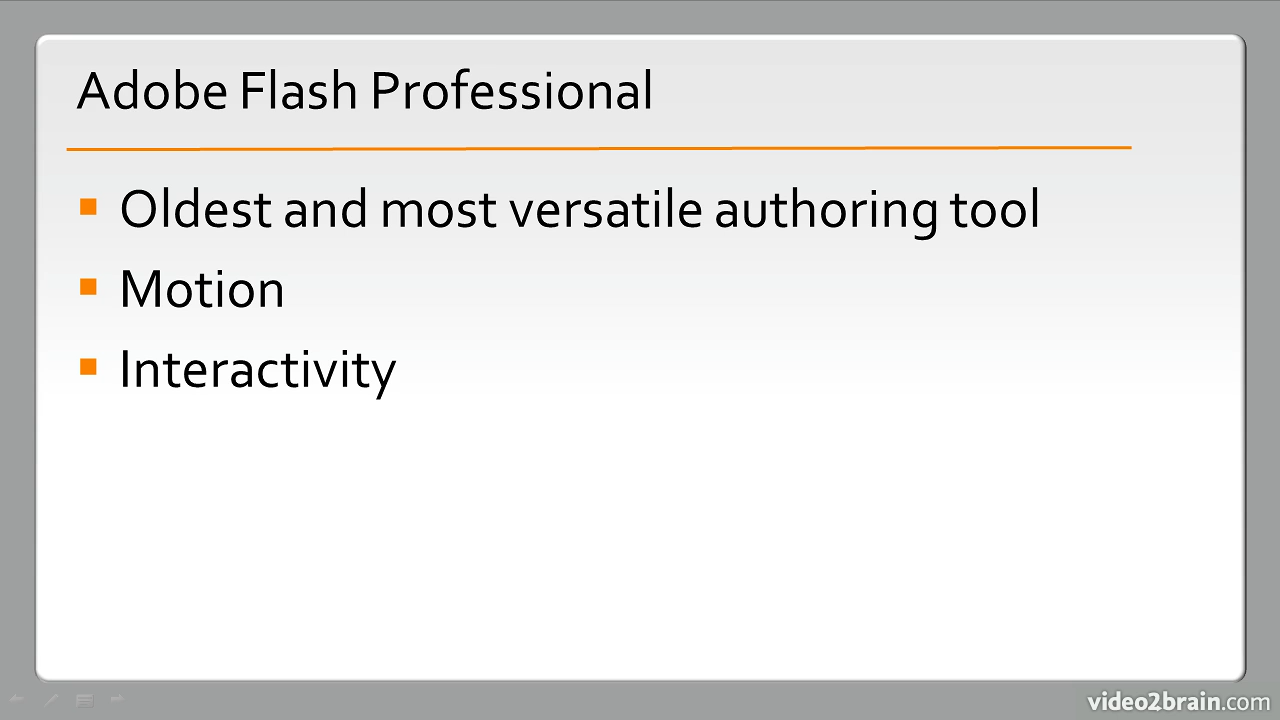 Adobe Flash Professional
Oldest and most versatile authoring tool
Motion
Interactivity
video2brain.com